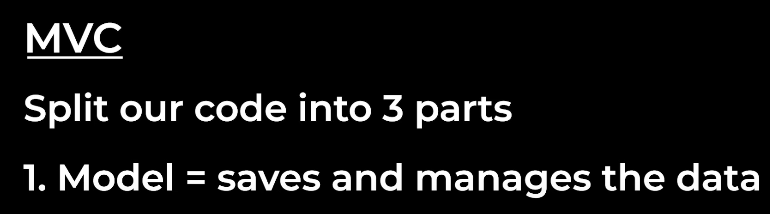 MVC
Split our code into 3 parts
1. Model = saves and manages the data